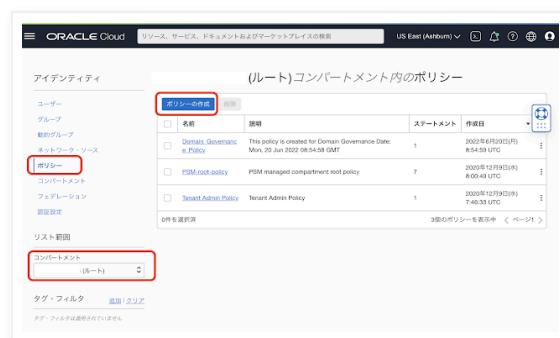 ORACLE Cloud
リソース、サービス、ドキュメントおよびマーケットプレイスの検索
US East (Ashburn)
アイデンティティ
(ルート)コンパートメント内のポリシー
ユーザー
グループ
動的グループ
ネットワーク・ソース
ポリシー
コンパートメント
フェデレーション
認証設定
リスト範囲
コンパートメント
(ルート)
タグ・フィルタ
追加 | クリア
タグ・フィルタは適用されていません
ポリシーの作成
削除
名前 説明 ステートメント 作成日
Domain_Governanc
e_Policy
This policy is created for Domain Governance Date:
Mon, 20 Jun 2022 08:54:58 GMT
1
2022年6月20日(月)
8:54:59 UTC
PSM-root-policy
PSM managed compartment root policy
7
2020年12月9日(水)
8:00:49 UTC
Tenant Admin Policy
Tenant Admin Policy
1
2020年12月9日(水)
7:46:33 UTC
0件を選択済
3個のポリシーを表示中 < ページ1 >